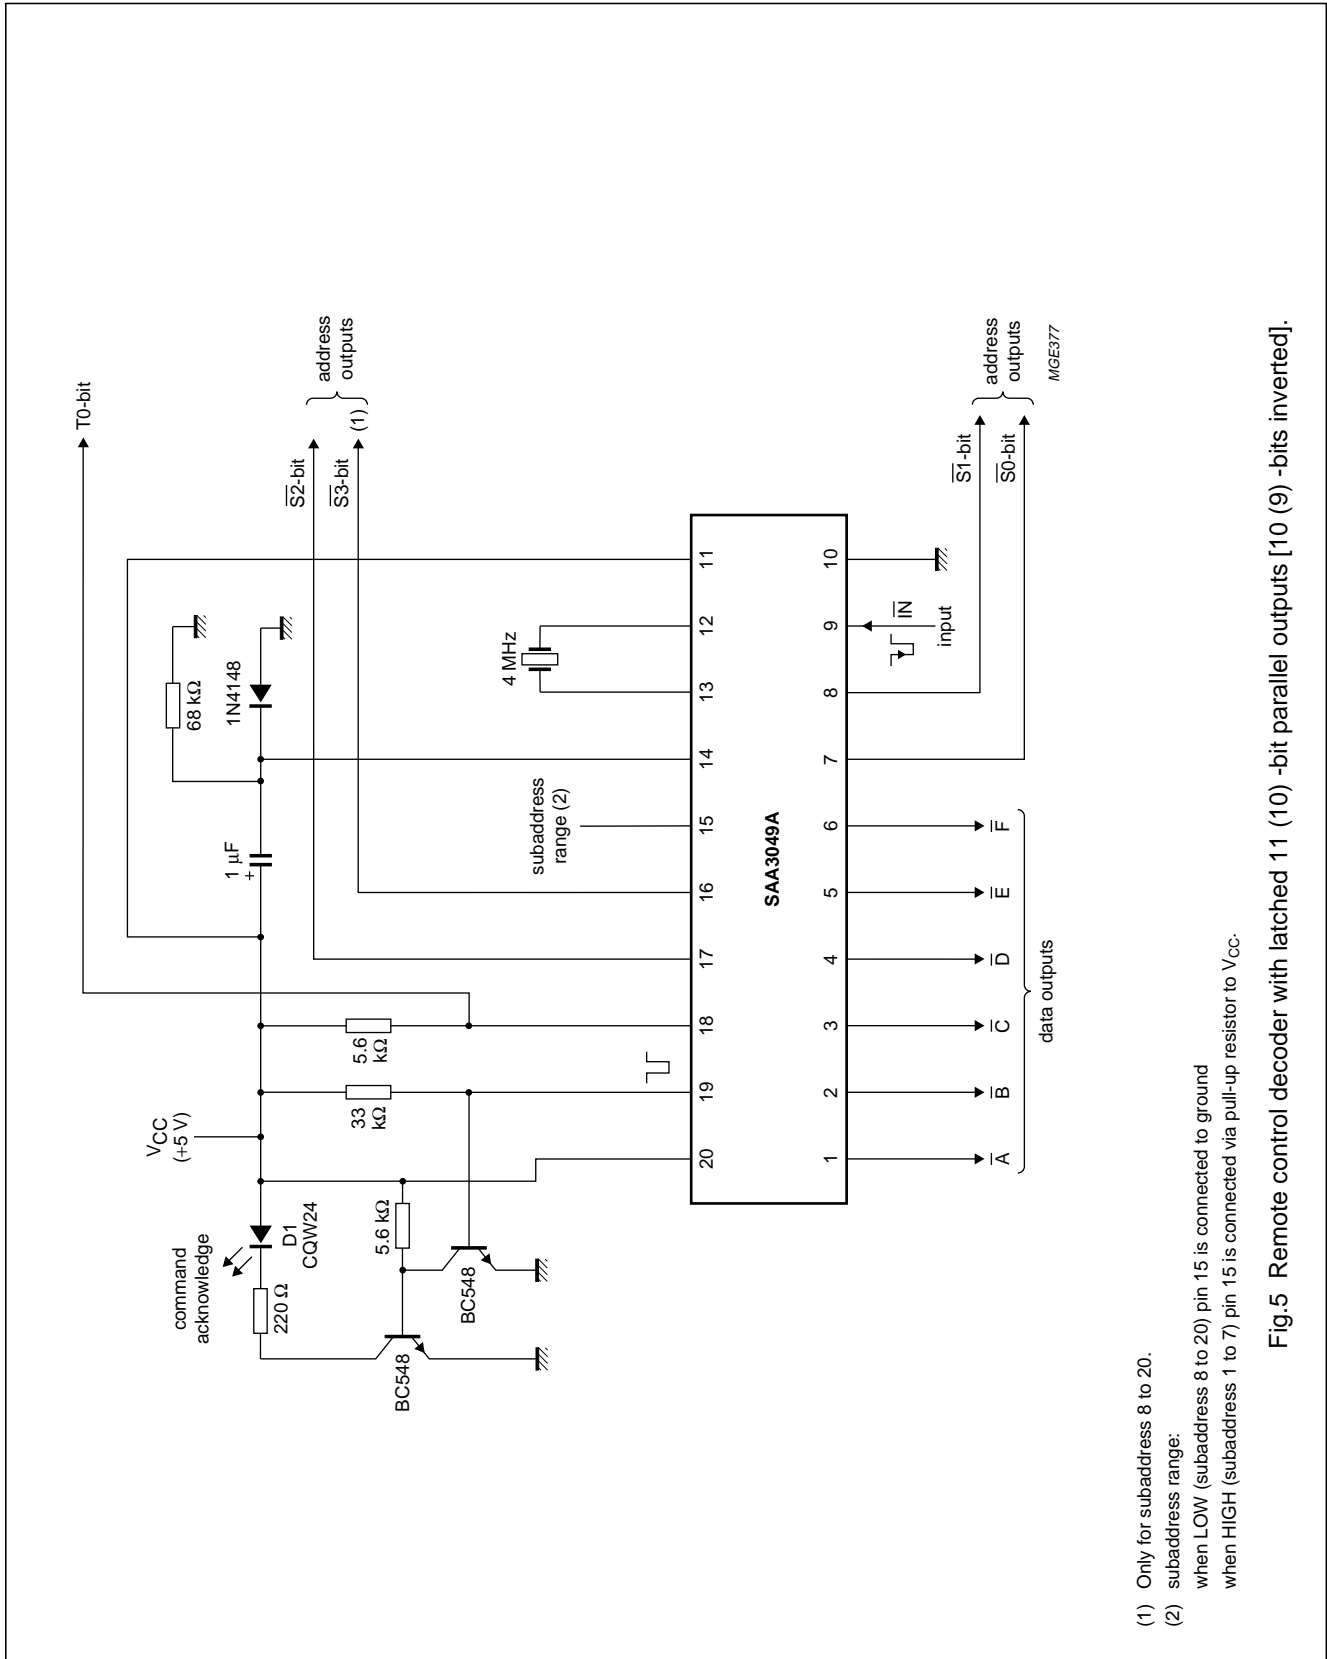 T0-bit
address
outputs
S̅2̅-bit
S̅3̅-bit
(1)
68 kΩ
1N4148
1 µF
+
VCC
(+5 V)
command
acknowledge
D1
CQW24
220 Ω
5.6 kΩ
BC548
BC548
33
kΩ
5.6
kΩ
subaddress
range (2)
4 MHz
20
19
18
17
16
15
14
13
12
11
SAA3049A
1
2
3
4
5
6
7
8
9
10
A̅
B̅
C̅
D̅
E̅
F̅
data outputs
I̅N̅
input
S̅1̅-bit
S̅0̅-bit
address
outputs
MGE377
(1) Only for subaddress 8 to 20.
(2) subaddress range:
when LOW (subaddress 8 to 20) pin 15 is connected to ground
when HIGH (subaddress 1 to 7) pin 15 is connected via pull-up resistor to VCC.
Fig.5 Remote control decoder with latched 11 (10) -bit parallel outputs [10 (9) -bits inverted].